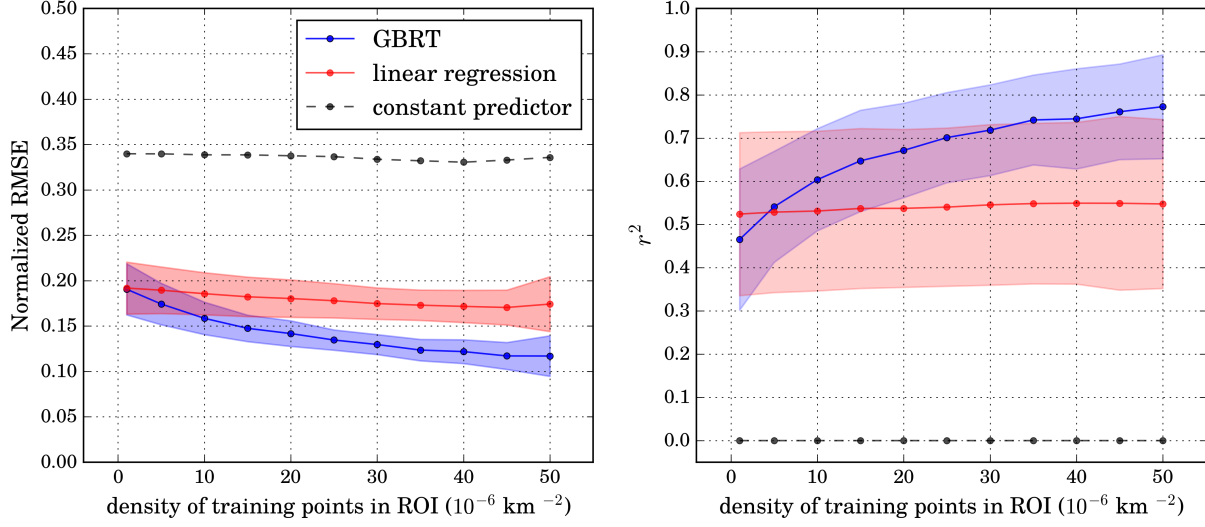 0.50
0.45
0.40
0.35
0.30
0.25
0.20
0.15
0.10
0.05
0.00
Normalized RMSE
GBRT
linear regression
constant predictor
0 10 20 30 40 50
density of training points in ROI (10⁻⁶ km ⁻²)
1.0
0.9
0.8
0.7
0.6
0.5
0.4
0.3
0.2
0.1
0.0
r²
0 10 20 30 40 50
density of training points in ROI (10⁻⁶ km ⁻²)